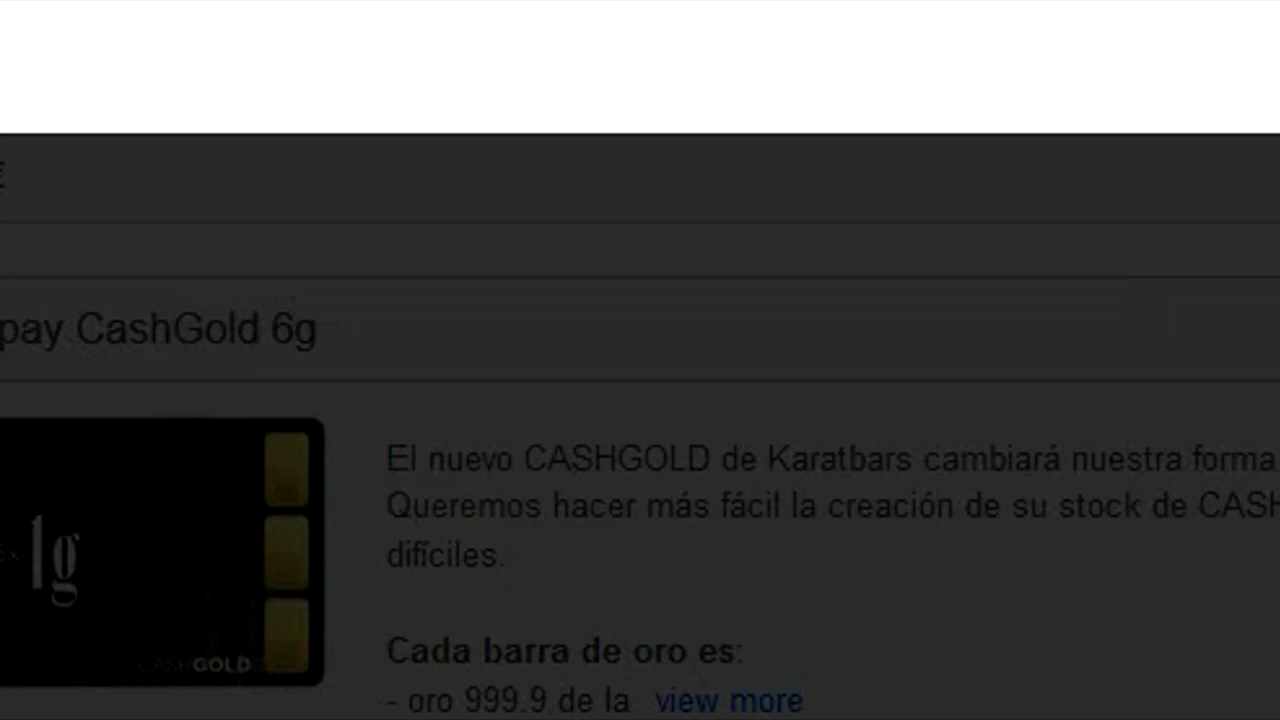 €
pay CashGold 6g
El nuevo CASHGOLD de Karatbars cambiará nuestra forma
Queremos hacer más fácil la creación de su stock de CASH
difíciles.
6x 1g
CASHGOLD
Cada barra de oro es:
- oro 999.9 de la view more